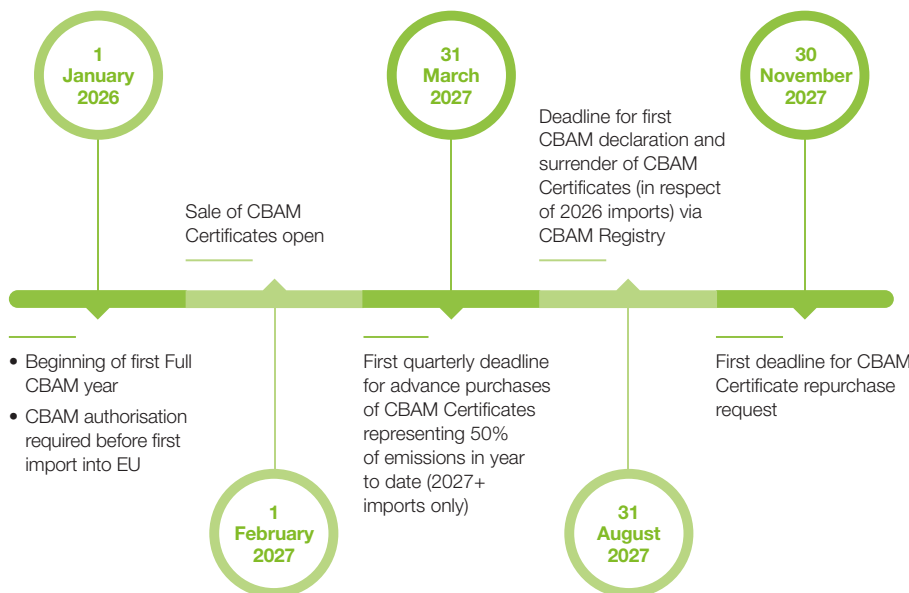 1
January
2026
31
March
2027
30
November
2027
Sale of CBAM
Certificates open
Deadline for first
CBAM declaration and
surrender of CBAM
Certificates (in respect
of 2026 imports) via
CBAM Registry
• Beginning of first Full
CBAM year
• CBAM authorisation
required before first
import into EU
First quarterly deadline
for advance purchases
of CBAM Certificates
representing 50%
of emissions in year
to date (2027+
imports only)
First deadline for CBAM
Certificate repurchase
request
1
February
2027
31
August
2027